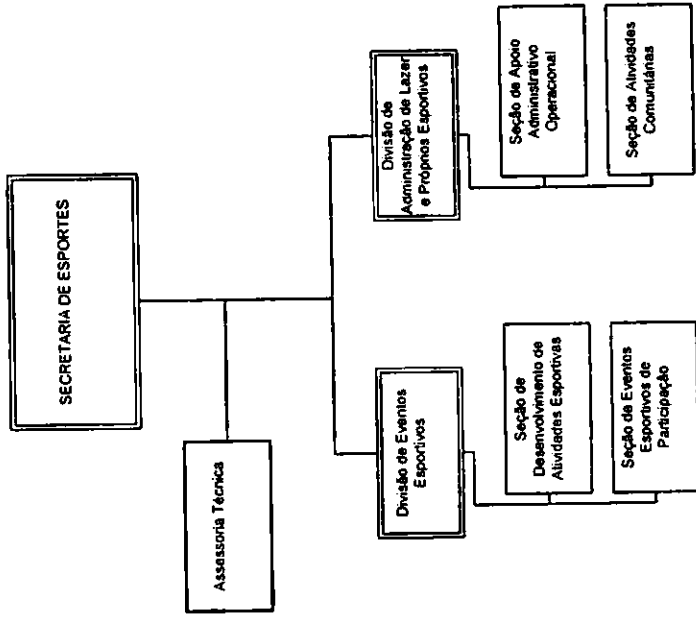 SECRETARIA DE ESPORTES
Assessoria Técnica
Divisão de Eventos
Esportivos
Divisão de
Administração de Lazer
e Próprios Esportivos
Seção de
Desenvolvimento de
Atividades Esportivas
Seção de Eventos
Esportivos de
Participação
Seção de Apoio
Administrativo
Operacional
Seção de Atividades
Comunitárias